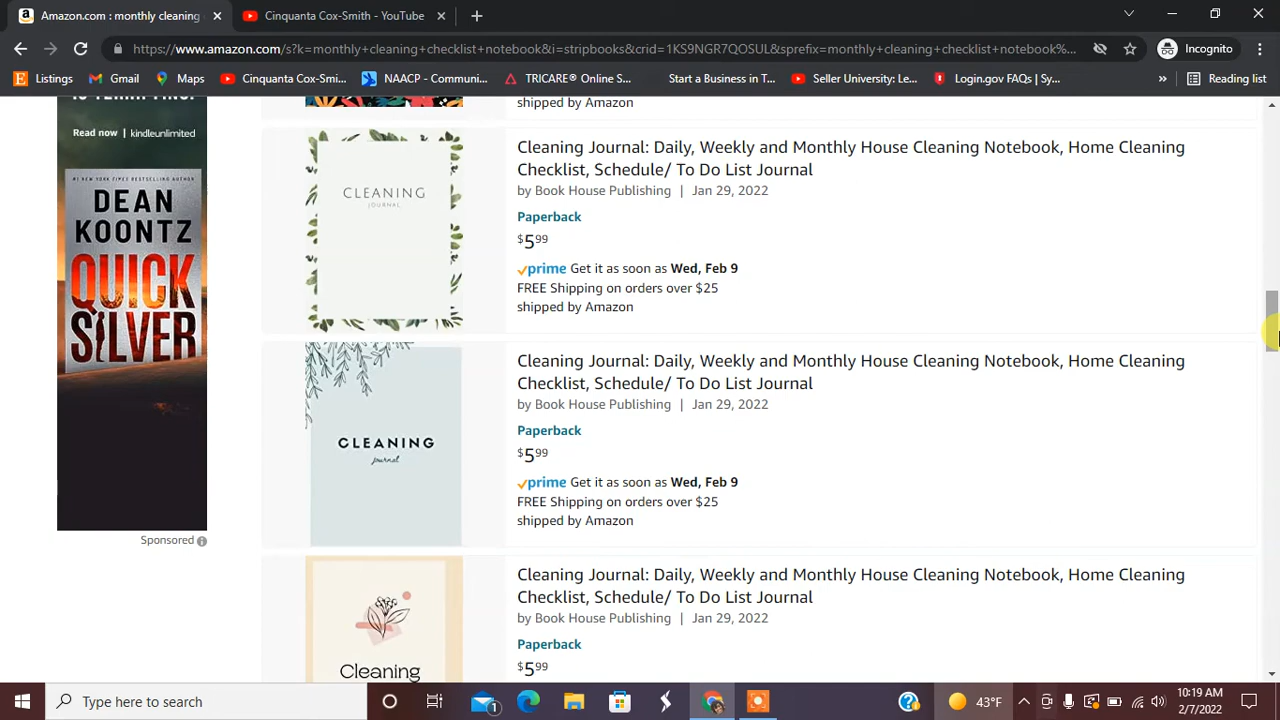 Amazon.com : monthly cleaning
Cinquanta Cox-Smith - YouTube
https://www.amazon.com/s?k=monthly+cleaning+checklist+notebook&i=stripbooks&crid=1KS9NGR7QOSUL&sprefix=monthly+cleaning+checklist+notebook%...
Incognito
Listings
Gmail
Maps
Cinquanta Cox-Smi...
NAACP - Communi...
TRICARE® Online S...
Start a Business in T...
Seller University: Le...
Login.gov FAQs | Sy...
»
Reading list
shipped by Amazon
Read now | kindleunlimited
#1 NEW YORK TIMES BESTSELLING AUTHOR
DEAN
KOONTZ
QUICK
SILVER
Sponsored
CLEANING
JOURNAL
Cleaning Journal: Daily, Weekly and Monthly House Cleaning Notebook, Home Cleaning
Checklist, Schedule/ To Do List Journal
by Book House Publishing | Jan 29, 2022
Paperback
$5.99
prime Get it as soon as Wed, Feb 9
FREE Shipping on orders over $25
shipped by Amazon
CLEANING
journal
Cleaning Journal: Daily, Weekly and Monthly House Cleaning Notebook, Home Cleaning
Checklist, Schedule/ To Do List Journal
by Book House Publishing | Jan 29, 2022
Paperback
$5.99
prime Get it as soon as Wed, Feb 9
FREE Shipping on orders over $25
shipped by Amazon
Cleaning
Cleaning Journal: Daily, Weekly and Monthly House Cleaning Notebook, Home Cleaning
Checklist, Schedule/ To Do List Journal
by Book House Publishing | Jan 29, 2022
Paperback
$5.99
Type here to search
1
43°F
10:19 AM
2/7/2022